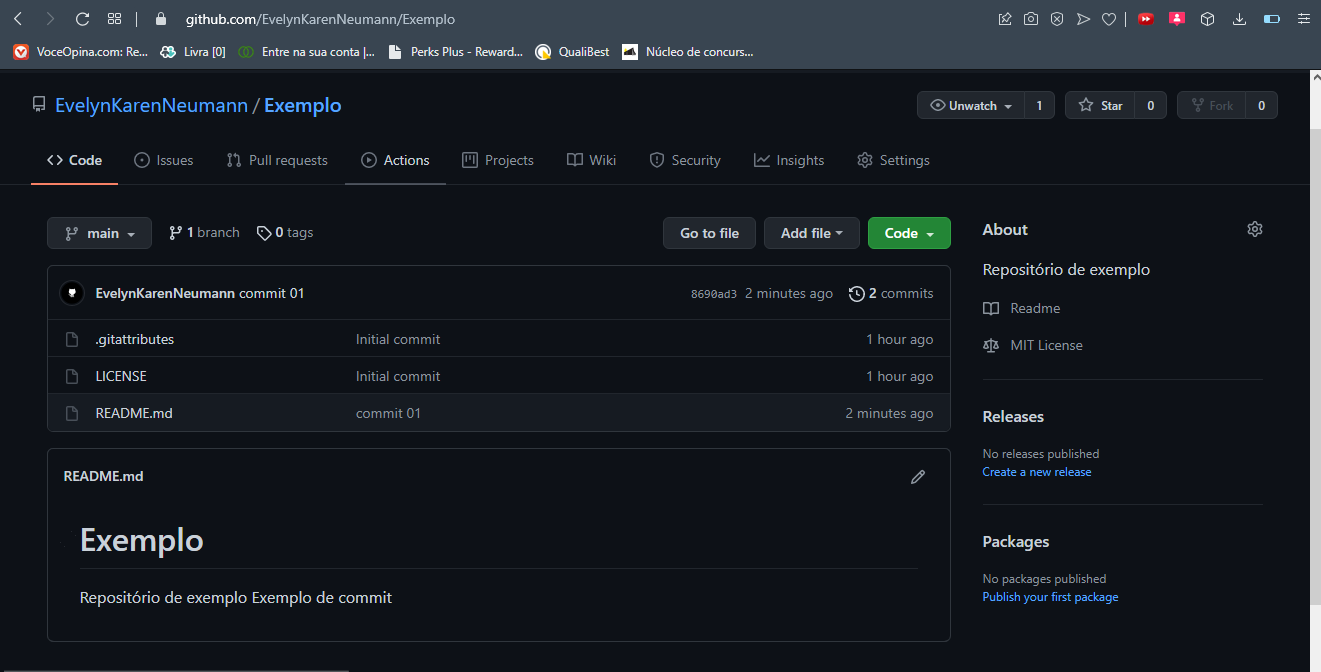 github.com/EvelynKarenNeumann/Exemplo
VoceOpina.com: Re... Livra [0] Entre na sua conta |... Perks Plus - Reward... QualiBest Núcleo de concurs...
EvelynKarenNeumann / Exemplo Unwatch 1 Star 0 Fork 0
Code Issues Pull requests Actions Projects Wiki Security Insights Settings
main 1 branch 0 tags Go to file Add file Code
EvelynKarenNeumann commit 01 8690ad3 2 minutes ago 2 commits
.gitattributes Initial commit 1 hour ago
LICENSE Initial commit 1 hour ago
README.md commit 01 2 minutes ago
README.md
Exemplo
Repositório de exemplo Exemplo de commit
About
Repositório de exemplo
Readme
MIT License
Releases
No releases published
Create a new release
Packages
No packages published
Publish your first package